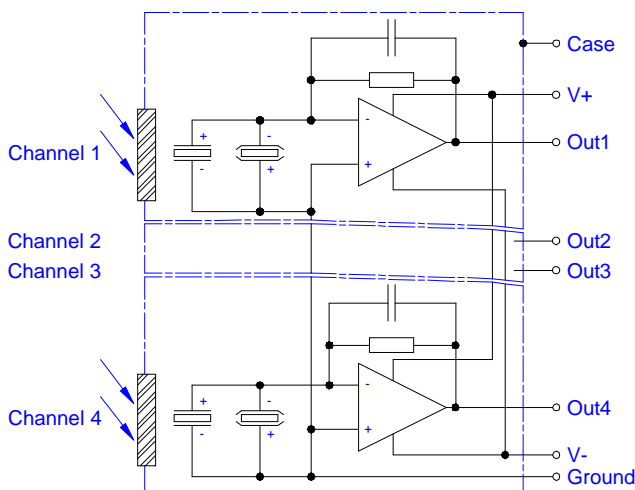 Case
V+
+ - -
Channel 1 Out1
- + +
Channel 2 Out2
Channel 3 Out3
+ - -
Channel 4 Out4
- + +
V-
Ground